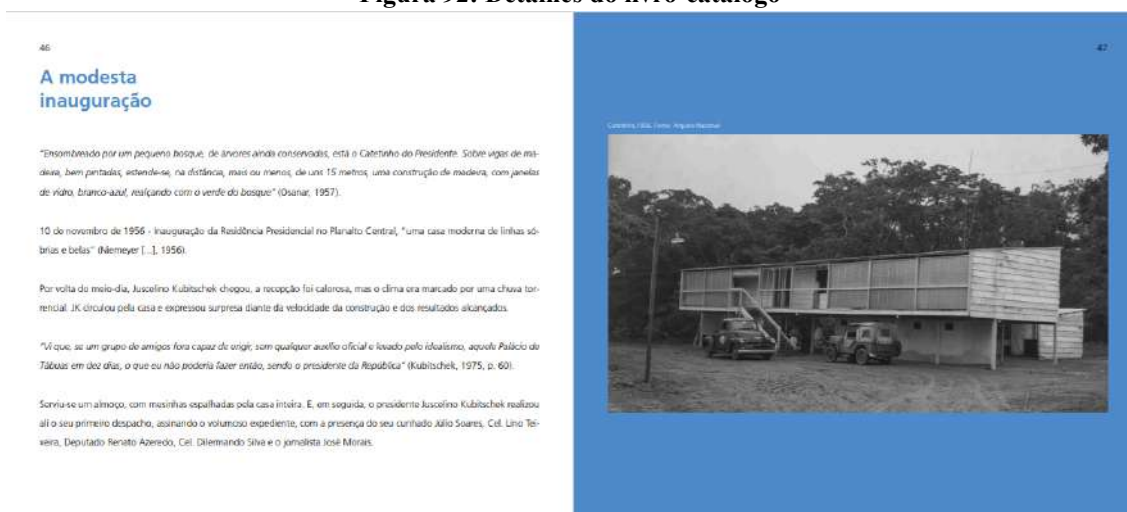 Figura 92: Detalhes do livro-catálogo
46
A modesta
inauguração
"Ensombreado por um pequeno bosque, de árvores ainda conservadas, está o Catetinho do Presidente. Sobre vigas de ma-
deira, bem pintadas, estende-se, na distância, mais ou menos, de uns 15 metros, uma construção de madeira, com janelas
de vidro, branco-azul, realçando com o verde do bosque" (Osanar, 1957).
10 de novembro de 1956 - Inauguração da Residência Presidencial no Planalto Central, "uma casa moderna de linhas só-
brias e belas" (Niemeyer [...], 1956).
Por volta do meio-dia, Juscelino Kubitschek chegou, a recepção foi calorosa, mas o clima era marcado por uma chuva tor-
rencial. JK circulou pela casa e expressou surpresa diante da velocidade da construção e dos resultados alcançados.
"Vi que, se um grupo de amigos fora capaz de erigir, sem qualquer auxílio oficial e levado pelo idealismo, aquele Palácio de
Tábuas em dez dias, o que eu não poderia fazer então, sendo o presidente da República" (Kubitschek, 1975, p. 60).
Serviu-se um almoço, com mesinhas espalhadas pela casa inteira. E, em seguida, o presidente Juscelino Kubitschek realizou
ali o seu primeiro despacho, assinando o volumoso expediente, com a presença do seu cunhado Júlio Soares, Cel. Lino Tei-
xeira, Deputado Renato Azeredo, Cel. Dilermando Silva e o jornalista José Morais.
47
Catetinho, 1956. Fonte: Arquivo Nacional